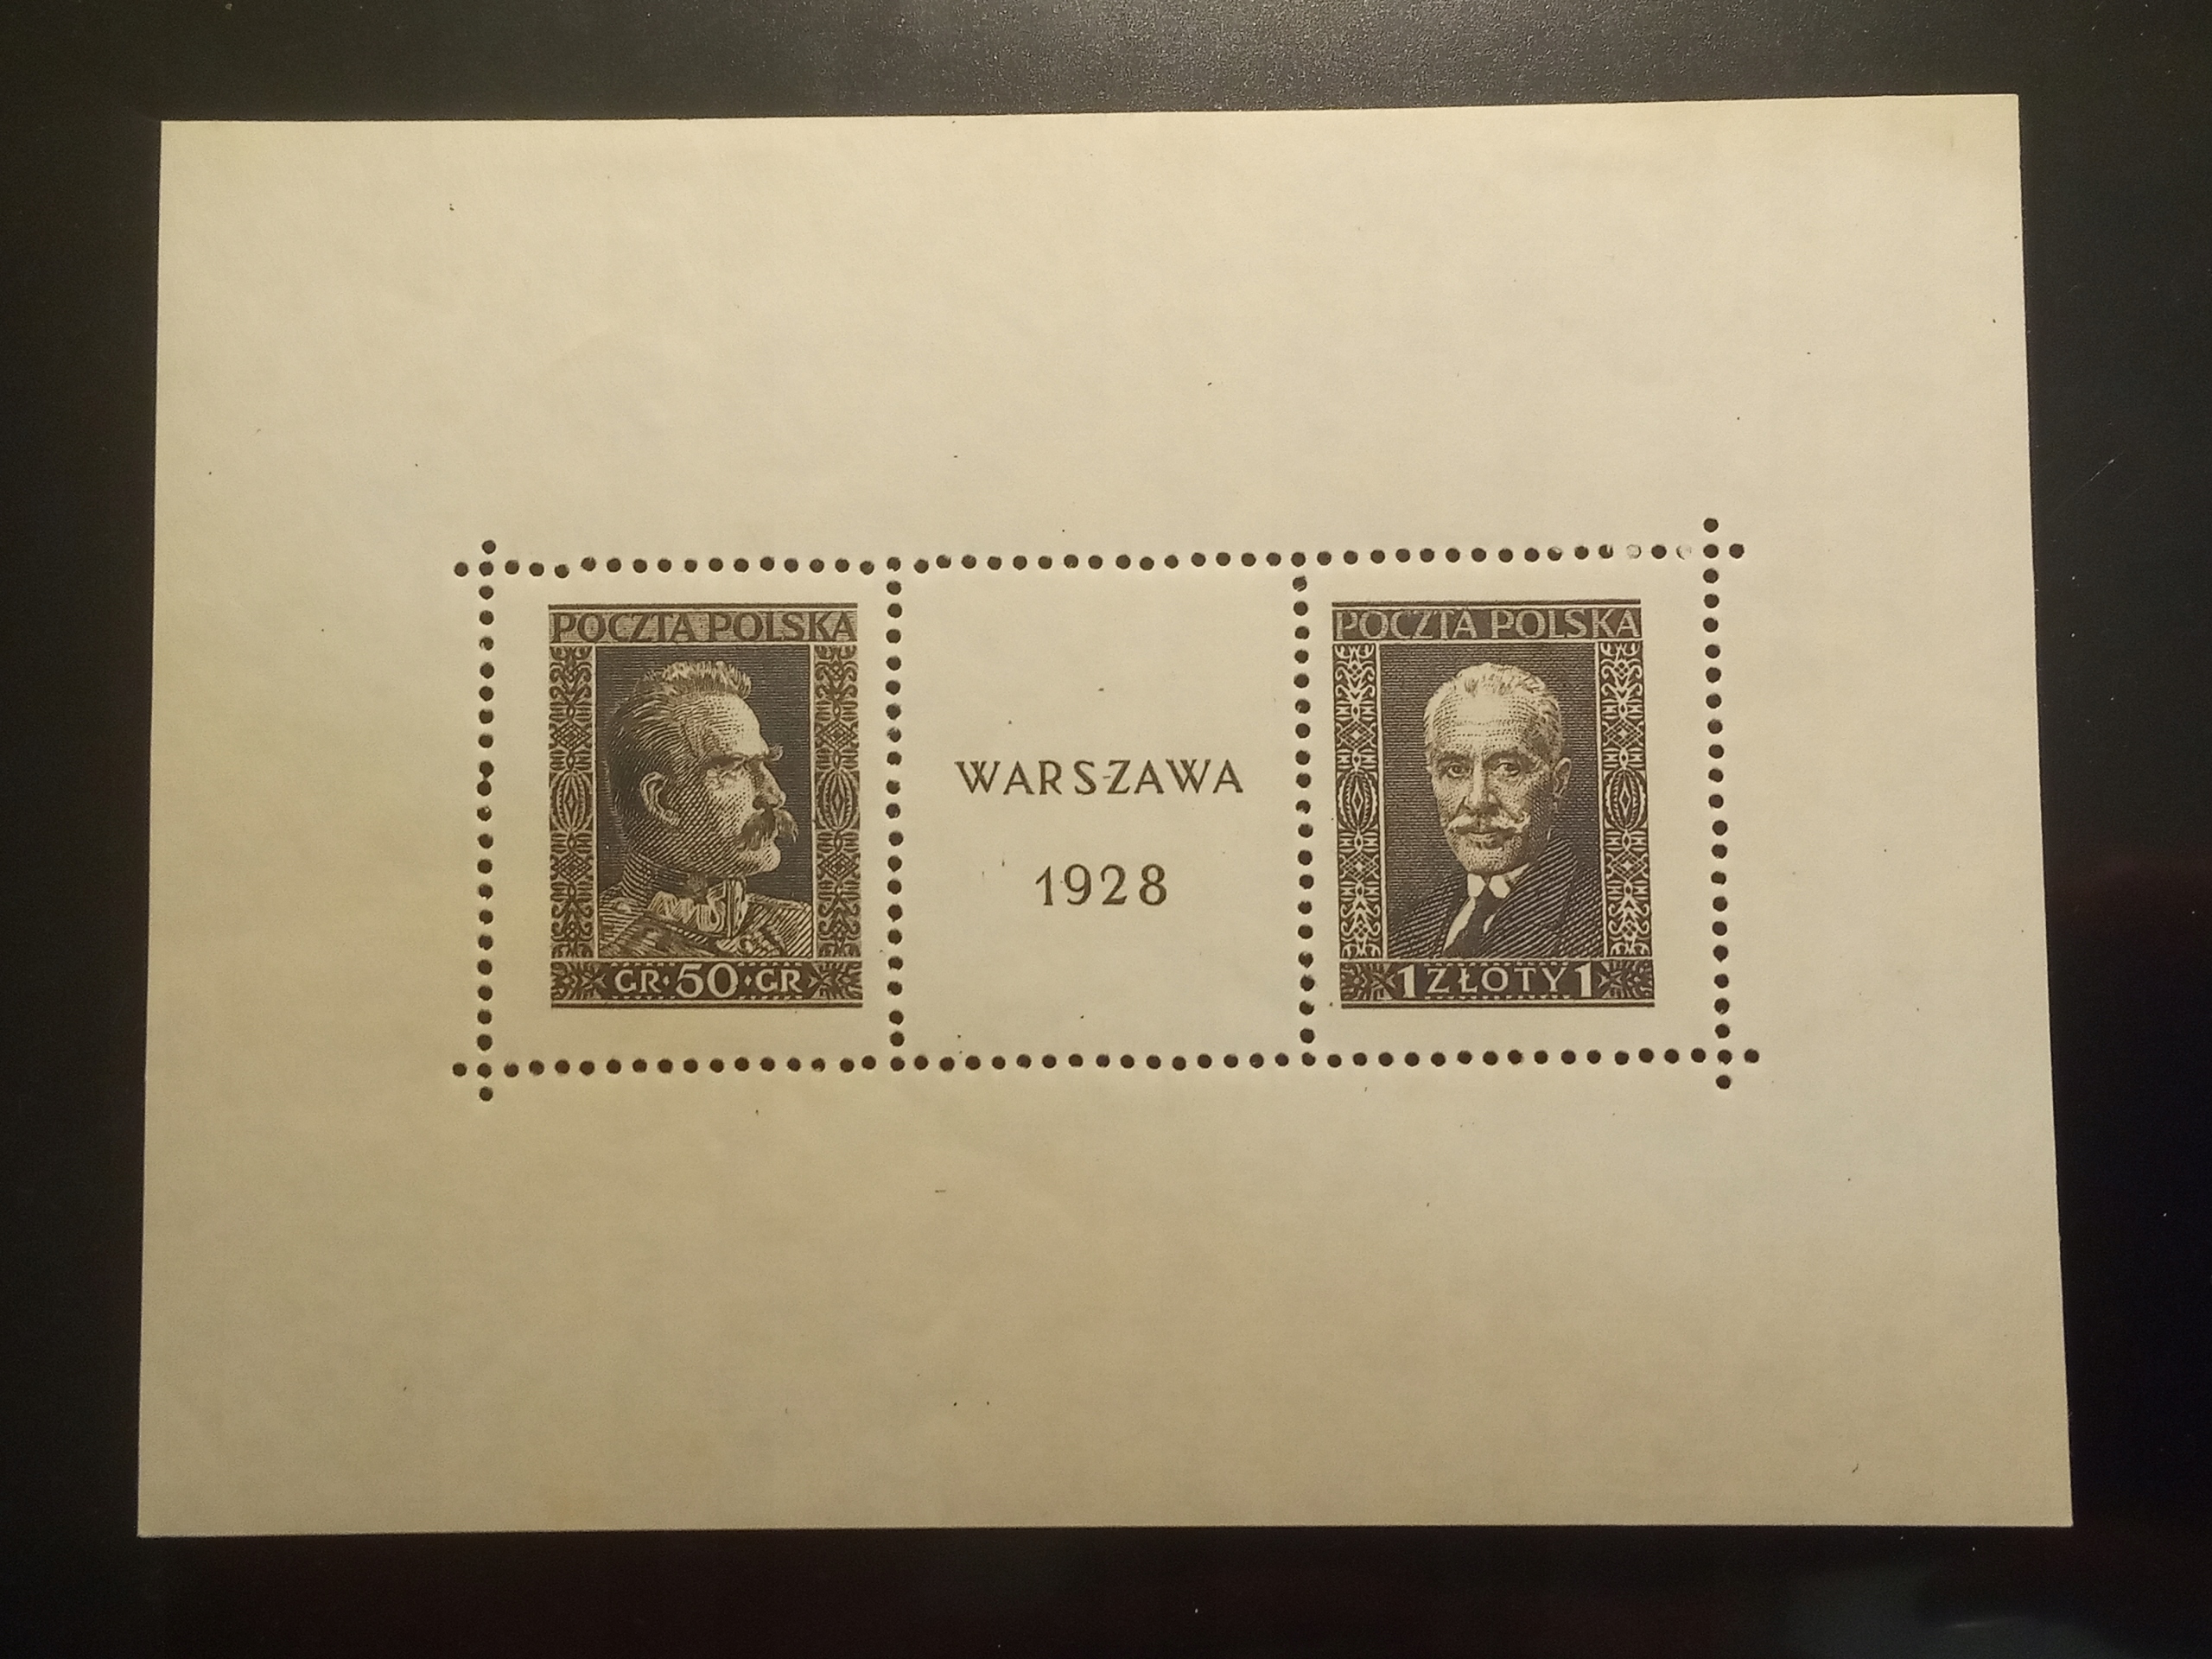 POCZTA POLSKA
GR·50·GR
WARSZAWA
1928
POCZTA POLSKA
1 ZŁOTY 1